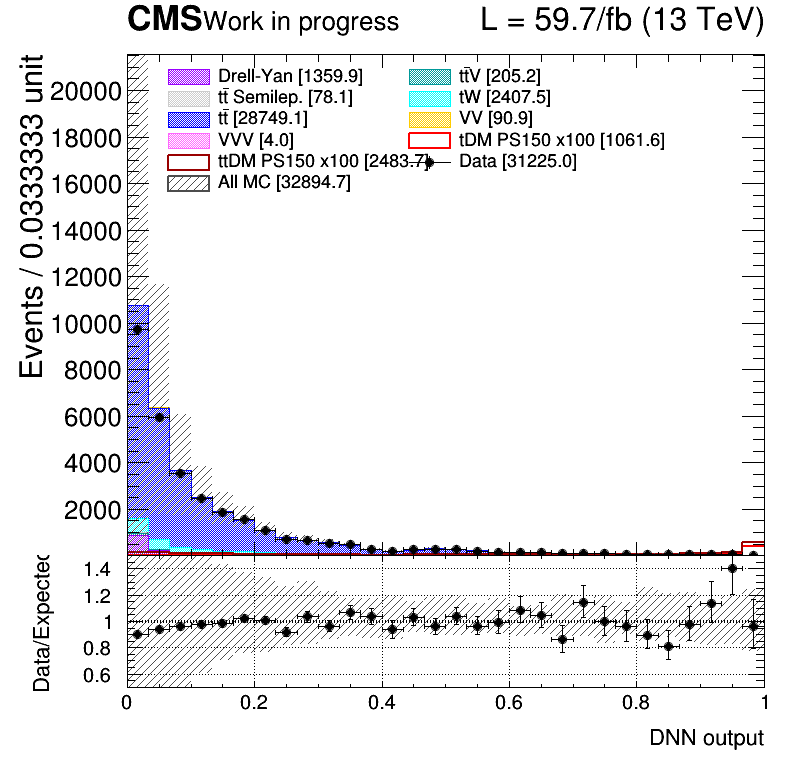 CMS Work in progress L = 59.7/fb (13 TeV)
Events / 0.0333333 unit
20000
18000
16000
14000
12000
10000
8000
6000
4000
2000
Drell-Yan [1359.9]
tt̄ Semilep. [78.1]
tt̄ [28749.1]
VVV [4.0]
ttDM PS150 x100 [2483.7]
All MC [32894.7]
tt̄V [205.2]
tW [2407.5]
VV [90.9]
tDM PS150 x100 [1061.6]
Data [31225.0]
Data/Expected
1.4
1.2
1
0.8
0.6
0 0.2 0.4 0.6 0.8 1
DNN output